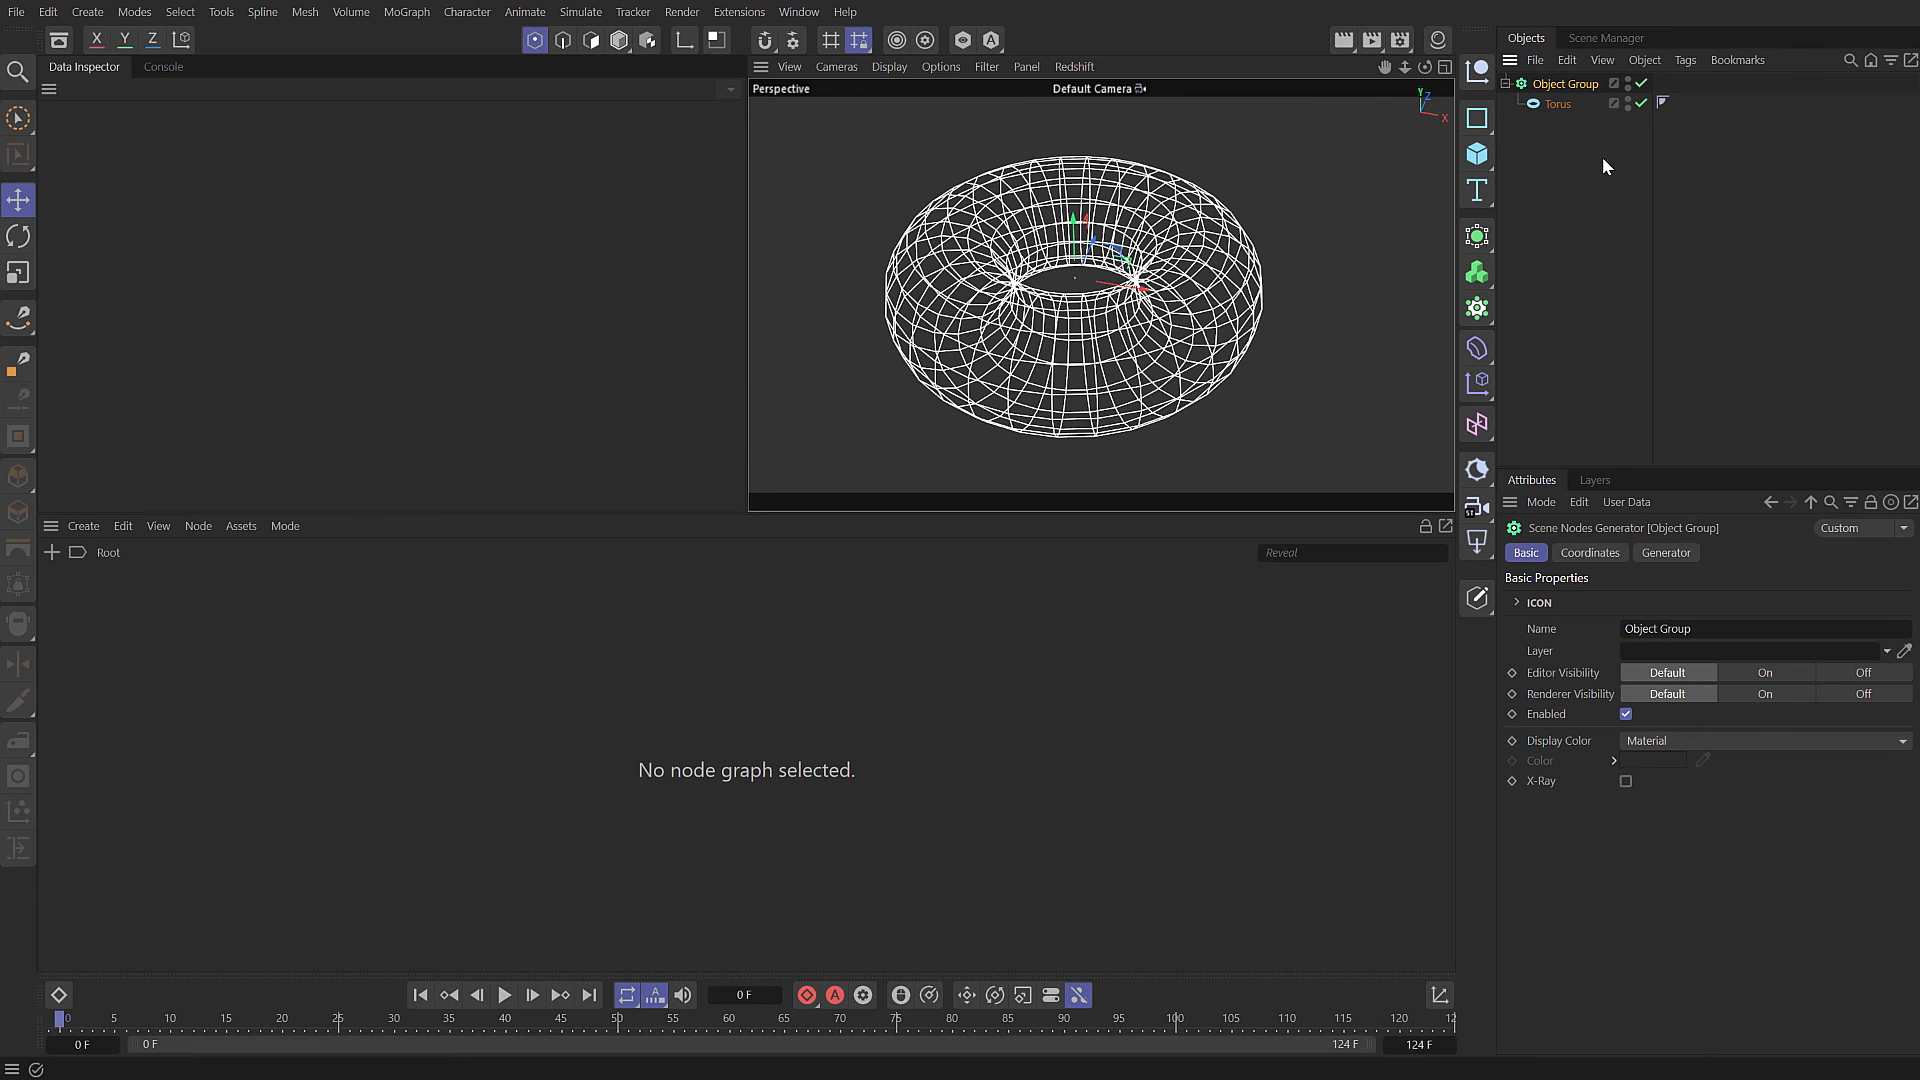 File Edit Create Modes Select Tools Spline Mesh Volume MoGraph Character Animate Simulate Tracker Render Extensions Window Help
X Y Z
Data Inspector Console
View Cameras Display Options Filter Panel Redshift
Perspective Default Camera
Y Z X
Objects Scene Manager
File Edit View Object Tags Bookmarks
Object Group
Torus
Create Edit View Node Assets Mode
Root Reveal
No node graph selected.
Attributes Layers
Mode Edit User Data
Scene Nodes Generator [Object Group] Custom
Basic Coordinates Generator
Basic Properties
ICON
Name Object Group
Layer
Editor Visibility Default On Off
Renderer Visibility Default On Off
Enabled
Display Color Material
Color
X-Ray
0 F
0 5 10 15 20 25 30 35 40 45 50 55 60 65 70 75 80 85 90 95 100 105 110 115 120 12
0 F 0 F 124 F 124 F